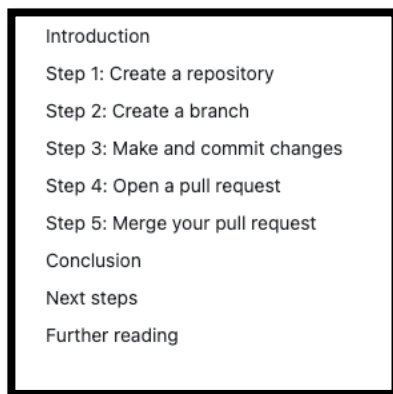 Introduction
Step 1: Create a repository
Step 2: Create a branch
Step 3: Make and commit changes
Step 4: Open a pull request
Step 5: Merge your pull request
Conclusion
Next steps
Further reading